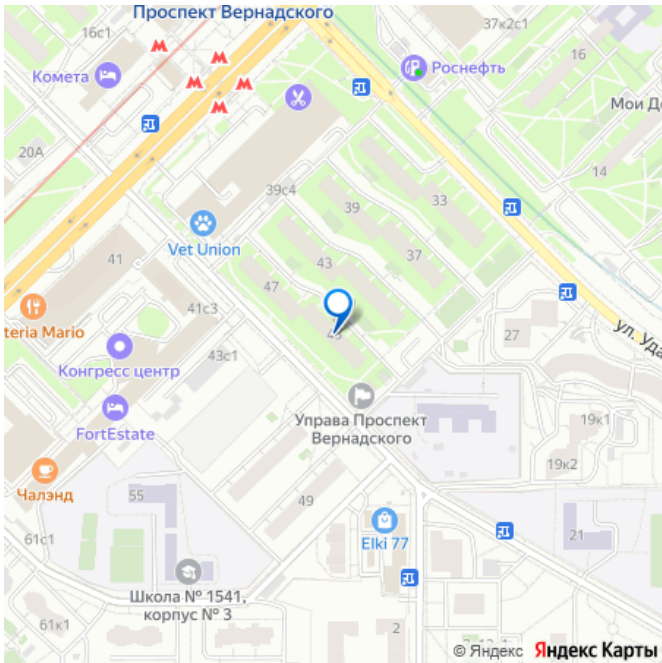 Проспект Вернадского
16с1
37к2с1
М
16
Комета
Роснефть
М
М
М
М
Мои До
20А
14
39с4
33
39
Vet Union
37
41
43
47
41с3
teria Mario
27
ул. Уда
43с1
Конгресс центр
Управа Проспект
Вернадского
FortEstate
19к1
19к2
Чалэнд
55
49
21
61с1
Elki 77
Школа № 1541,
корпус № 3
61к1
2
© Яндекс Яндекс Карты